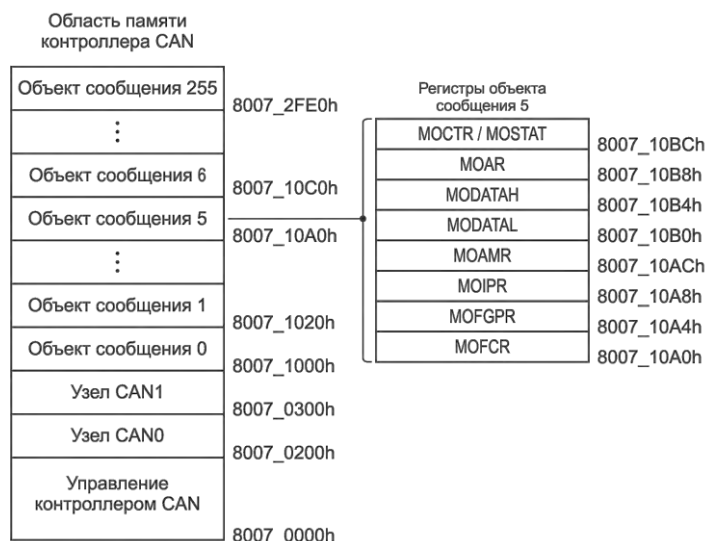 Область памяти
контроллера CAN
Объект сообщения 255
8007_2FE0h
Объект сообщения 6
8007_10C0h
Объект сообщения 5
8007_10A0h
Объект сообщения 1
8007_1020h
Объект сообщения 0
8007_1000h
Узел CAN1
8007_0300h
Узел CAN0
8007_0200h
Управление
контроллером CAN
8007_0000h
Регистры объекта
сообщения 5
MOCTR / MOSTAT
8007_10BCh
MOAR
8007_10B8h
MODATAH
8007_10B4h
MODATAL
8007_10B0h
MOAMR
8007_10ACh
MOIPR
8007_10A8h
MOFGPR
8007_10A4h
MOFCR
8007_10A0h